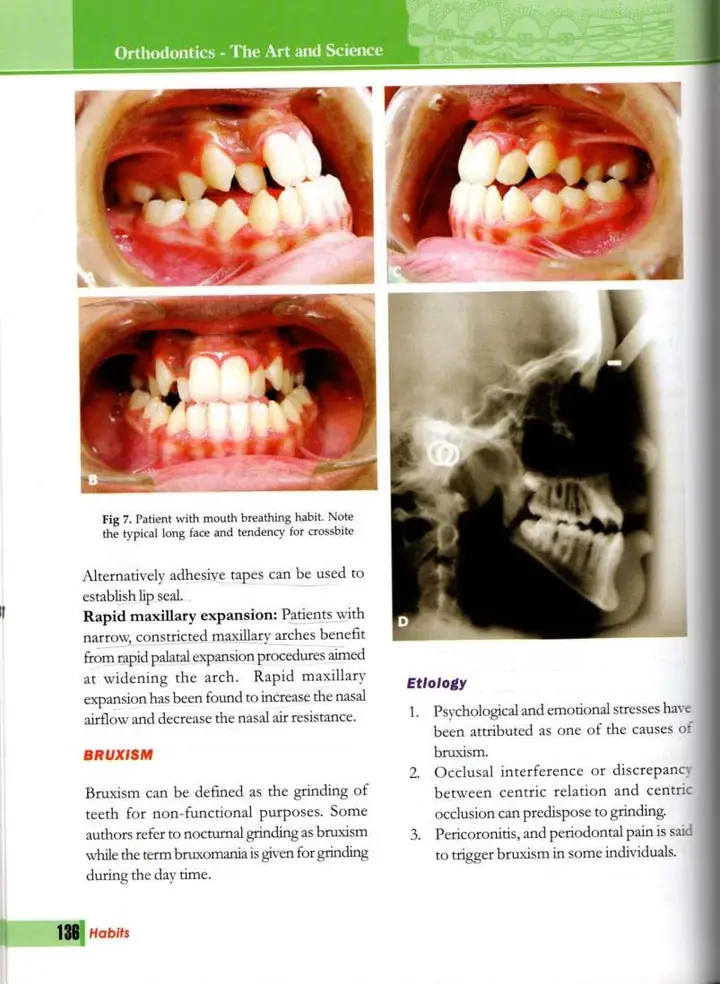 Orthodontics - The Art and Science
A
C
B
D
Fig 7. Patient with mouth breathing habit. Note
the typical long face and tendency for crossbite
Alternatively adhesive tapes can be used to
establish lip seal.
Rapid maxillary expansion: Patients with
narrow, constricted maxillary arches benefit
from rapid palatal expansion procedures aimed
at widening the arch. Rapid maxillary
expansion has been found to increase the nasal
airflow and decrease the nasal air resistance.
BRUXISM
Bruxism can be defined as the grinding of
teeth for non-functional purposes. Some
authors refer to nocturnal grinding as bruxism
while the term bruxomania is given for grinding
during the day time.
Etiology
1. Psychological and emotional stresses have
been attributed as one of the causes of
bruxism.
2. Occlusal interference or discrepancy
between centric relation and centric
occlusion can predispose to grinding.
3. Pericoronitis, and periodontal pain is said
to trigger bruxism in some individuals.
136 Habits